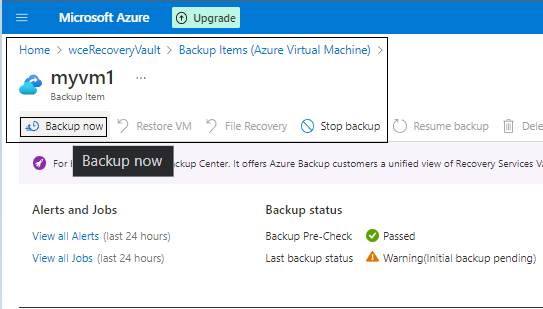 Microsoft Azure Upgrade
Home > wceRecoveryVault > Backup Items (Azure Virtual Machine) >
myvm1 ...
Backup Item
Backup now Restore VM File Recovery Stop backup Resume backup
Backup now
For ackup Center. It offers Azure Backup customers a unified view of Recovery Services
Alerts and Jobs Backup status
View all Alerts (last 24 hours) Backup Pre-Check Passed
View all Jobs (last 24 hours) Last backup status Warning(Initial backup pending)